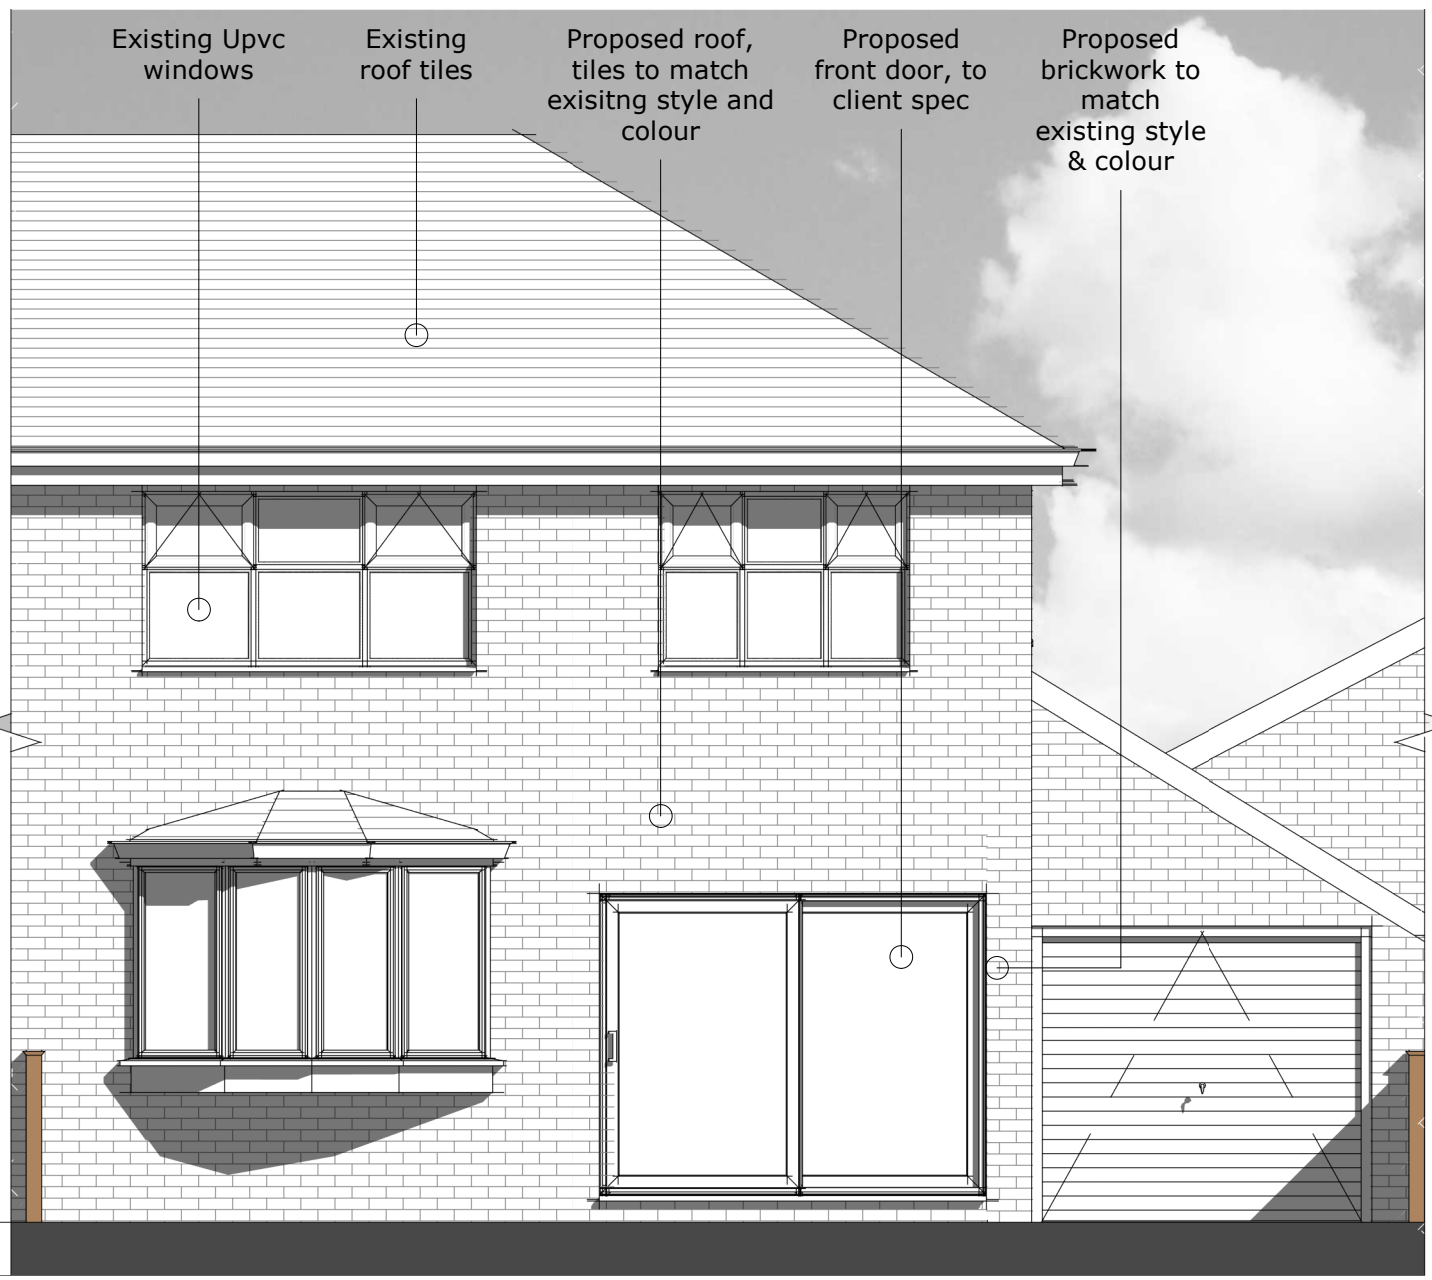 Existing Upvc
windows
Existing
roof tiles
Proposed roof,
tiles to match
exisitng style and
colour
Proposed
front door, to
client spec
Proposed
brickwork to
match
existing style
& colour